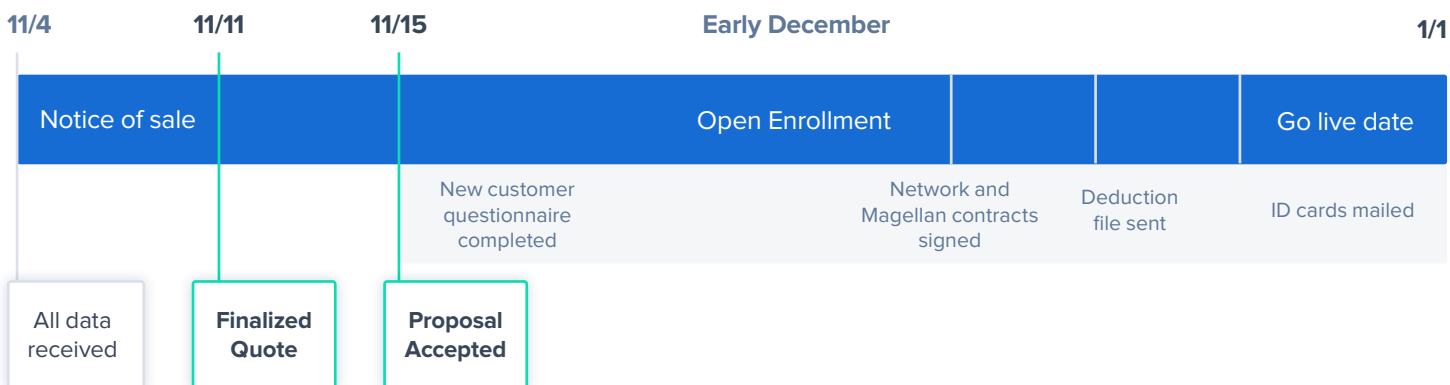 11/4
11/11
11/15
Early December
1/1
Notice of sale
Open Enrollment
Go live date
New customer
questionnaire
completed
Network and
Magellan contracts
signed
Deduction
file sent
ID cards mailed
All data
received
Finalized
Quote
Proposal
Accepted